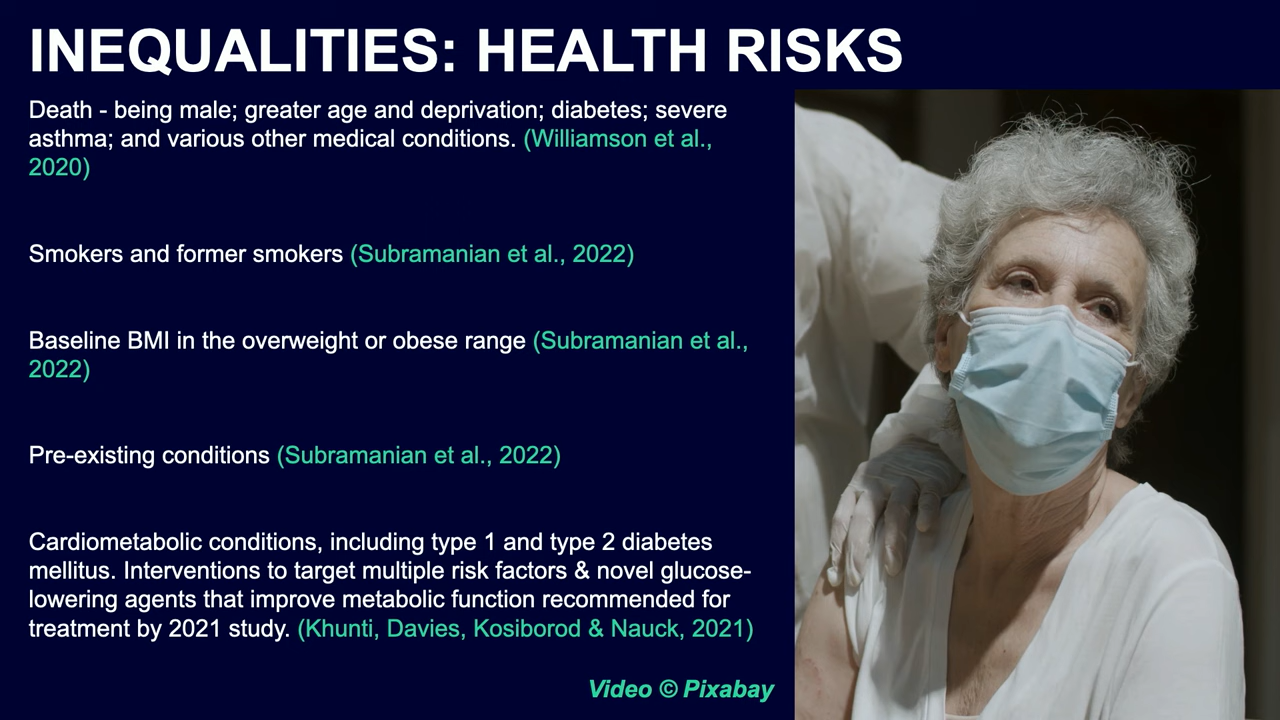 INEQUALITIES: HEALTH RISKS
Death - being male; greater age and deprivation; diabetes; severe
asthma; and various other medical conditions. (Williamson et al.,
2020)
Smokers and former smokers (Subramanian et al., 2022)
Baseline BMI in the overweight or obese range (Subramanian et al.,
2022)
Pre-existing conditions (Subramanian et al., 2022)
Cardiometabolic conditions, including type 1 and type 2 diabetes
mellitus. Interventions to target multiple risk factors & novel glucose-
lowering agents that improve metabolic function recommended for
treatment by 2021 study. (Khunti, Davies, Kosiborod & Nauck, 2021)
Video © Pixabay